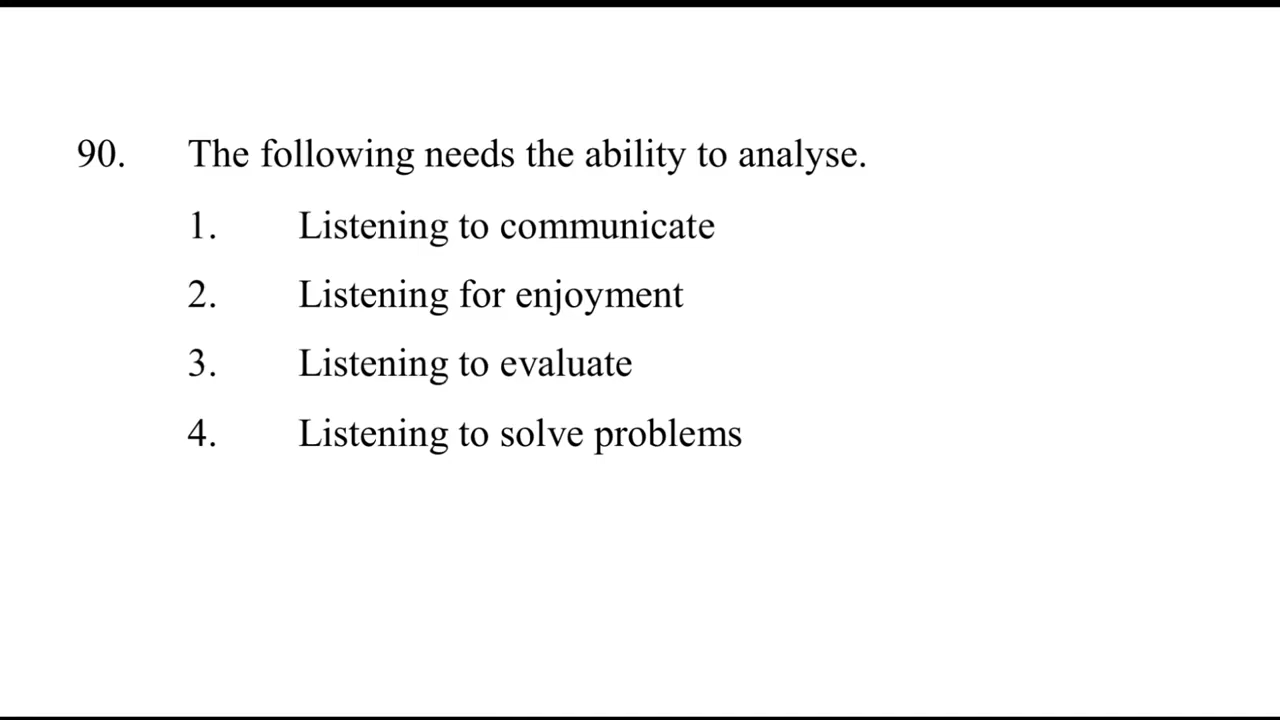 90. The following needs the ability to analyse.
1. Listening to communicate
2. Listening for enjoyment
3. Listening to evaluate
4. Listening to solve problems